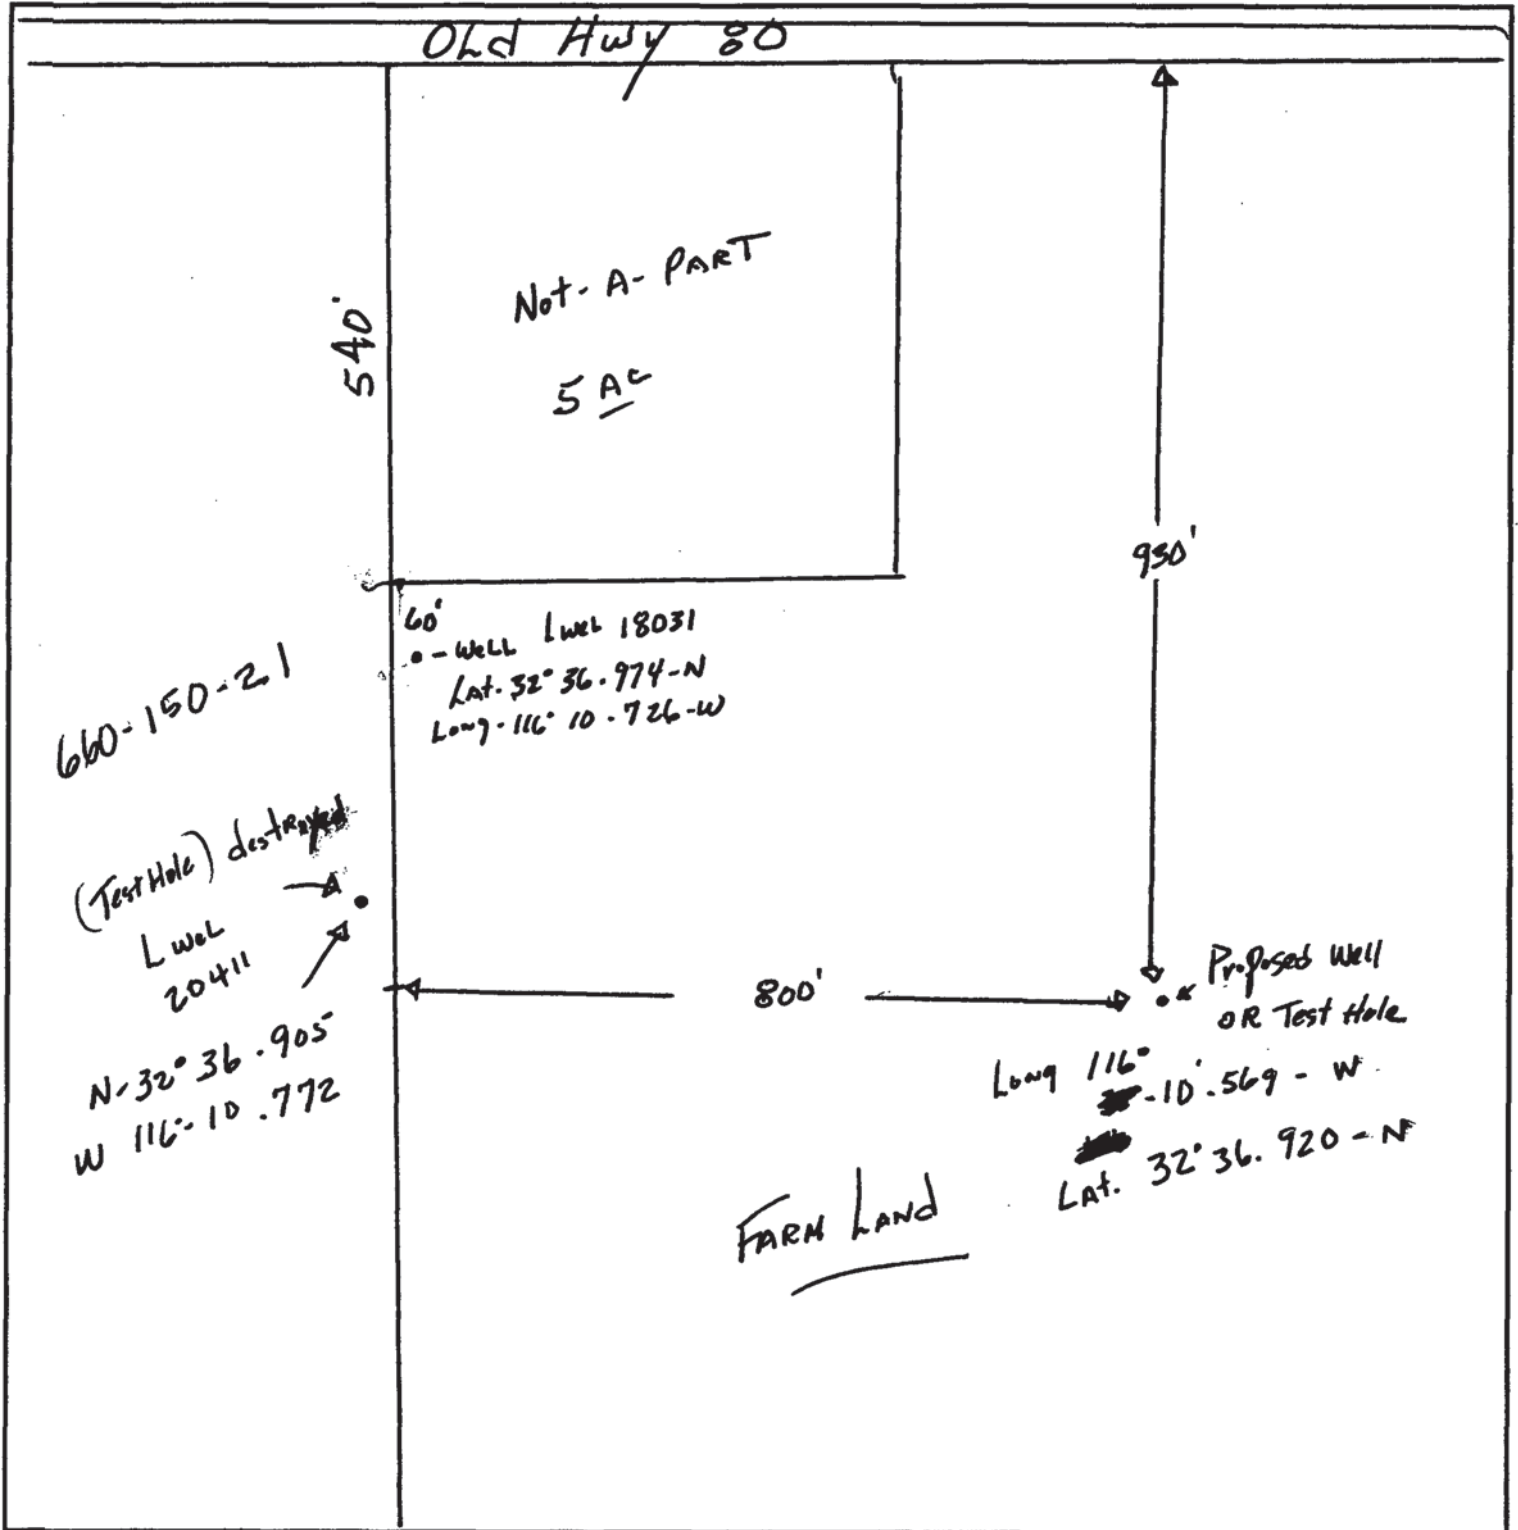 OLd Hwy 80
540'
Not-A-PART
5 Ac
930'
60'
•-WeLL Lwel 18031
Lat. 32° 36.974-N
Long-116° 10.726-W
660-150-21
(Test Hole) destroyed
LweL
20411
N-32° 36.905
W 116°-10.772
800'
Proposed Well
OR Test Hole
Long 116°
-10'.569 - W
Lat. 32° 36.920-N
FARM LANd